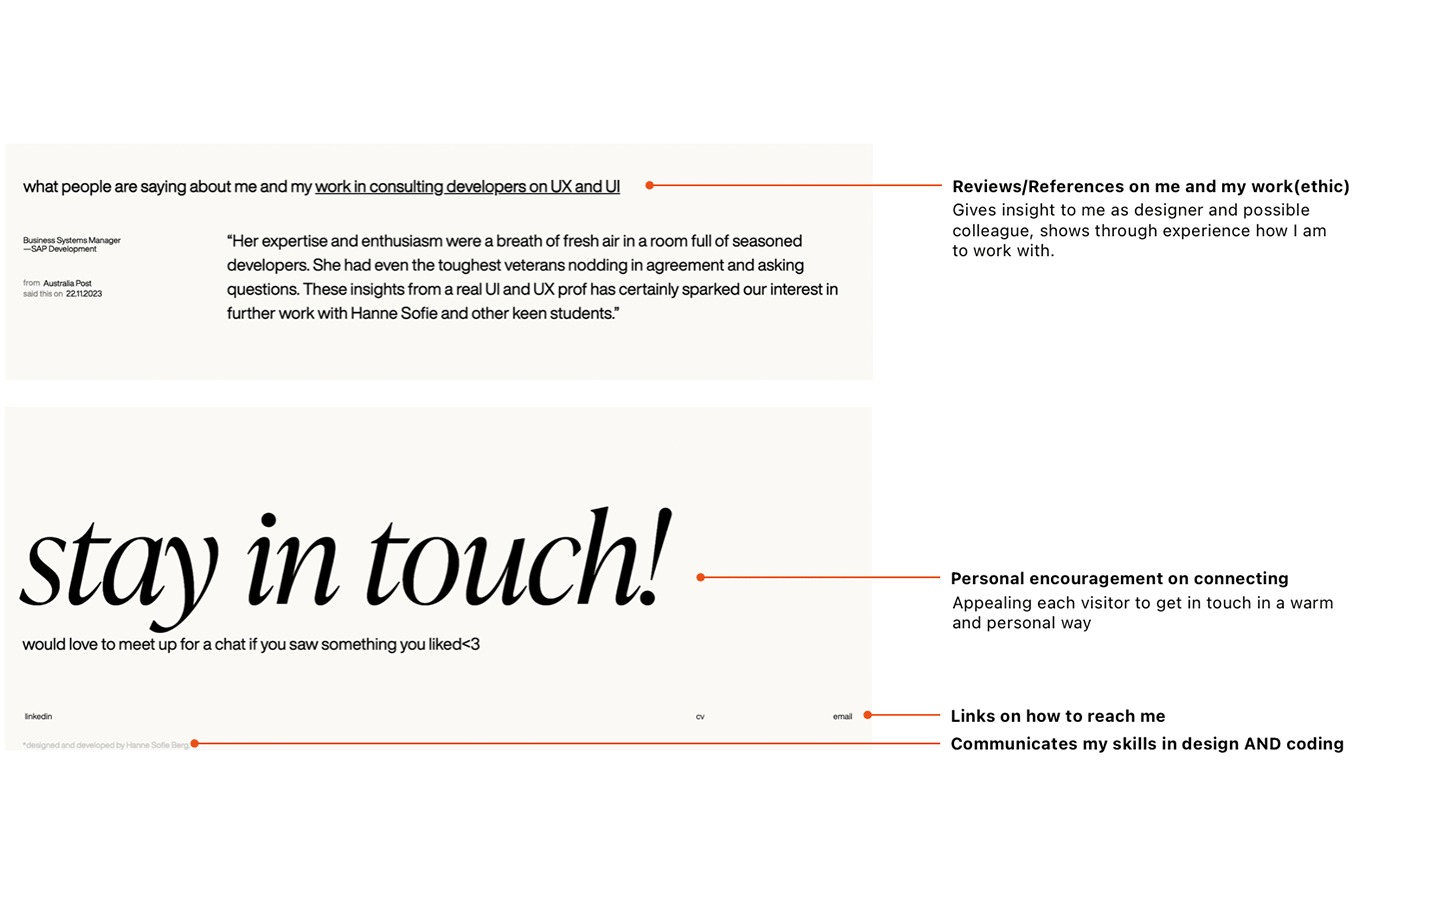 what people are saying about me and my work in consulting developers on UX and UI
Business Systems Manager
—SAP Development
from Australia Post
said this on 22.11.2023
“Her expertise and enthusiasm were a breath of fresh air in a room full of seasoned
developers. She had even the toughest veterans nodding in agreement and asking
questions. These insights from a real UI and UX prof has certainly sparked our interest in
further work with Hanne Sofie and other keen students.”
Reviews/References on me and my work(ethic)
Gives insight to me as designer and possible
colleague, shows through experience how I am
to work with.
stay in touch!
would love to meet up for a chat if you saw something you liked<3
Personal encouragement on connecting
Appealing each visitor to get in touch in a warm
and personal way
linkedin
cv
email
Links on how to reach me
*designed and developed by Hanne Sofie Berg
Communicates my skills in design AND coding